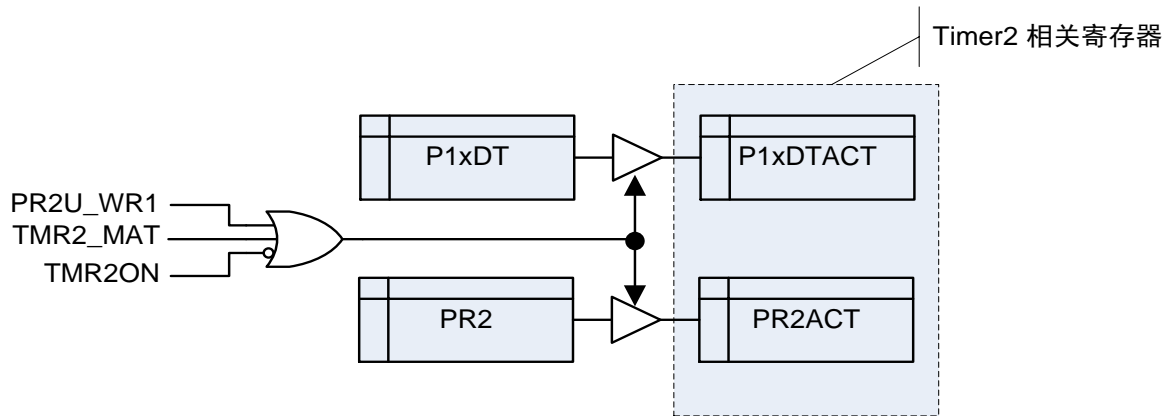 Timer2 相关寄存器
P1xDT
P1xDTACT
PR2U_WR1
TMR2_MAT
TMR2ON
PR2
PR2ACT